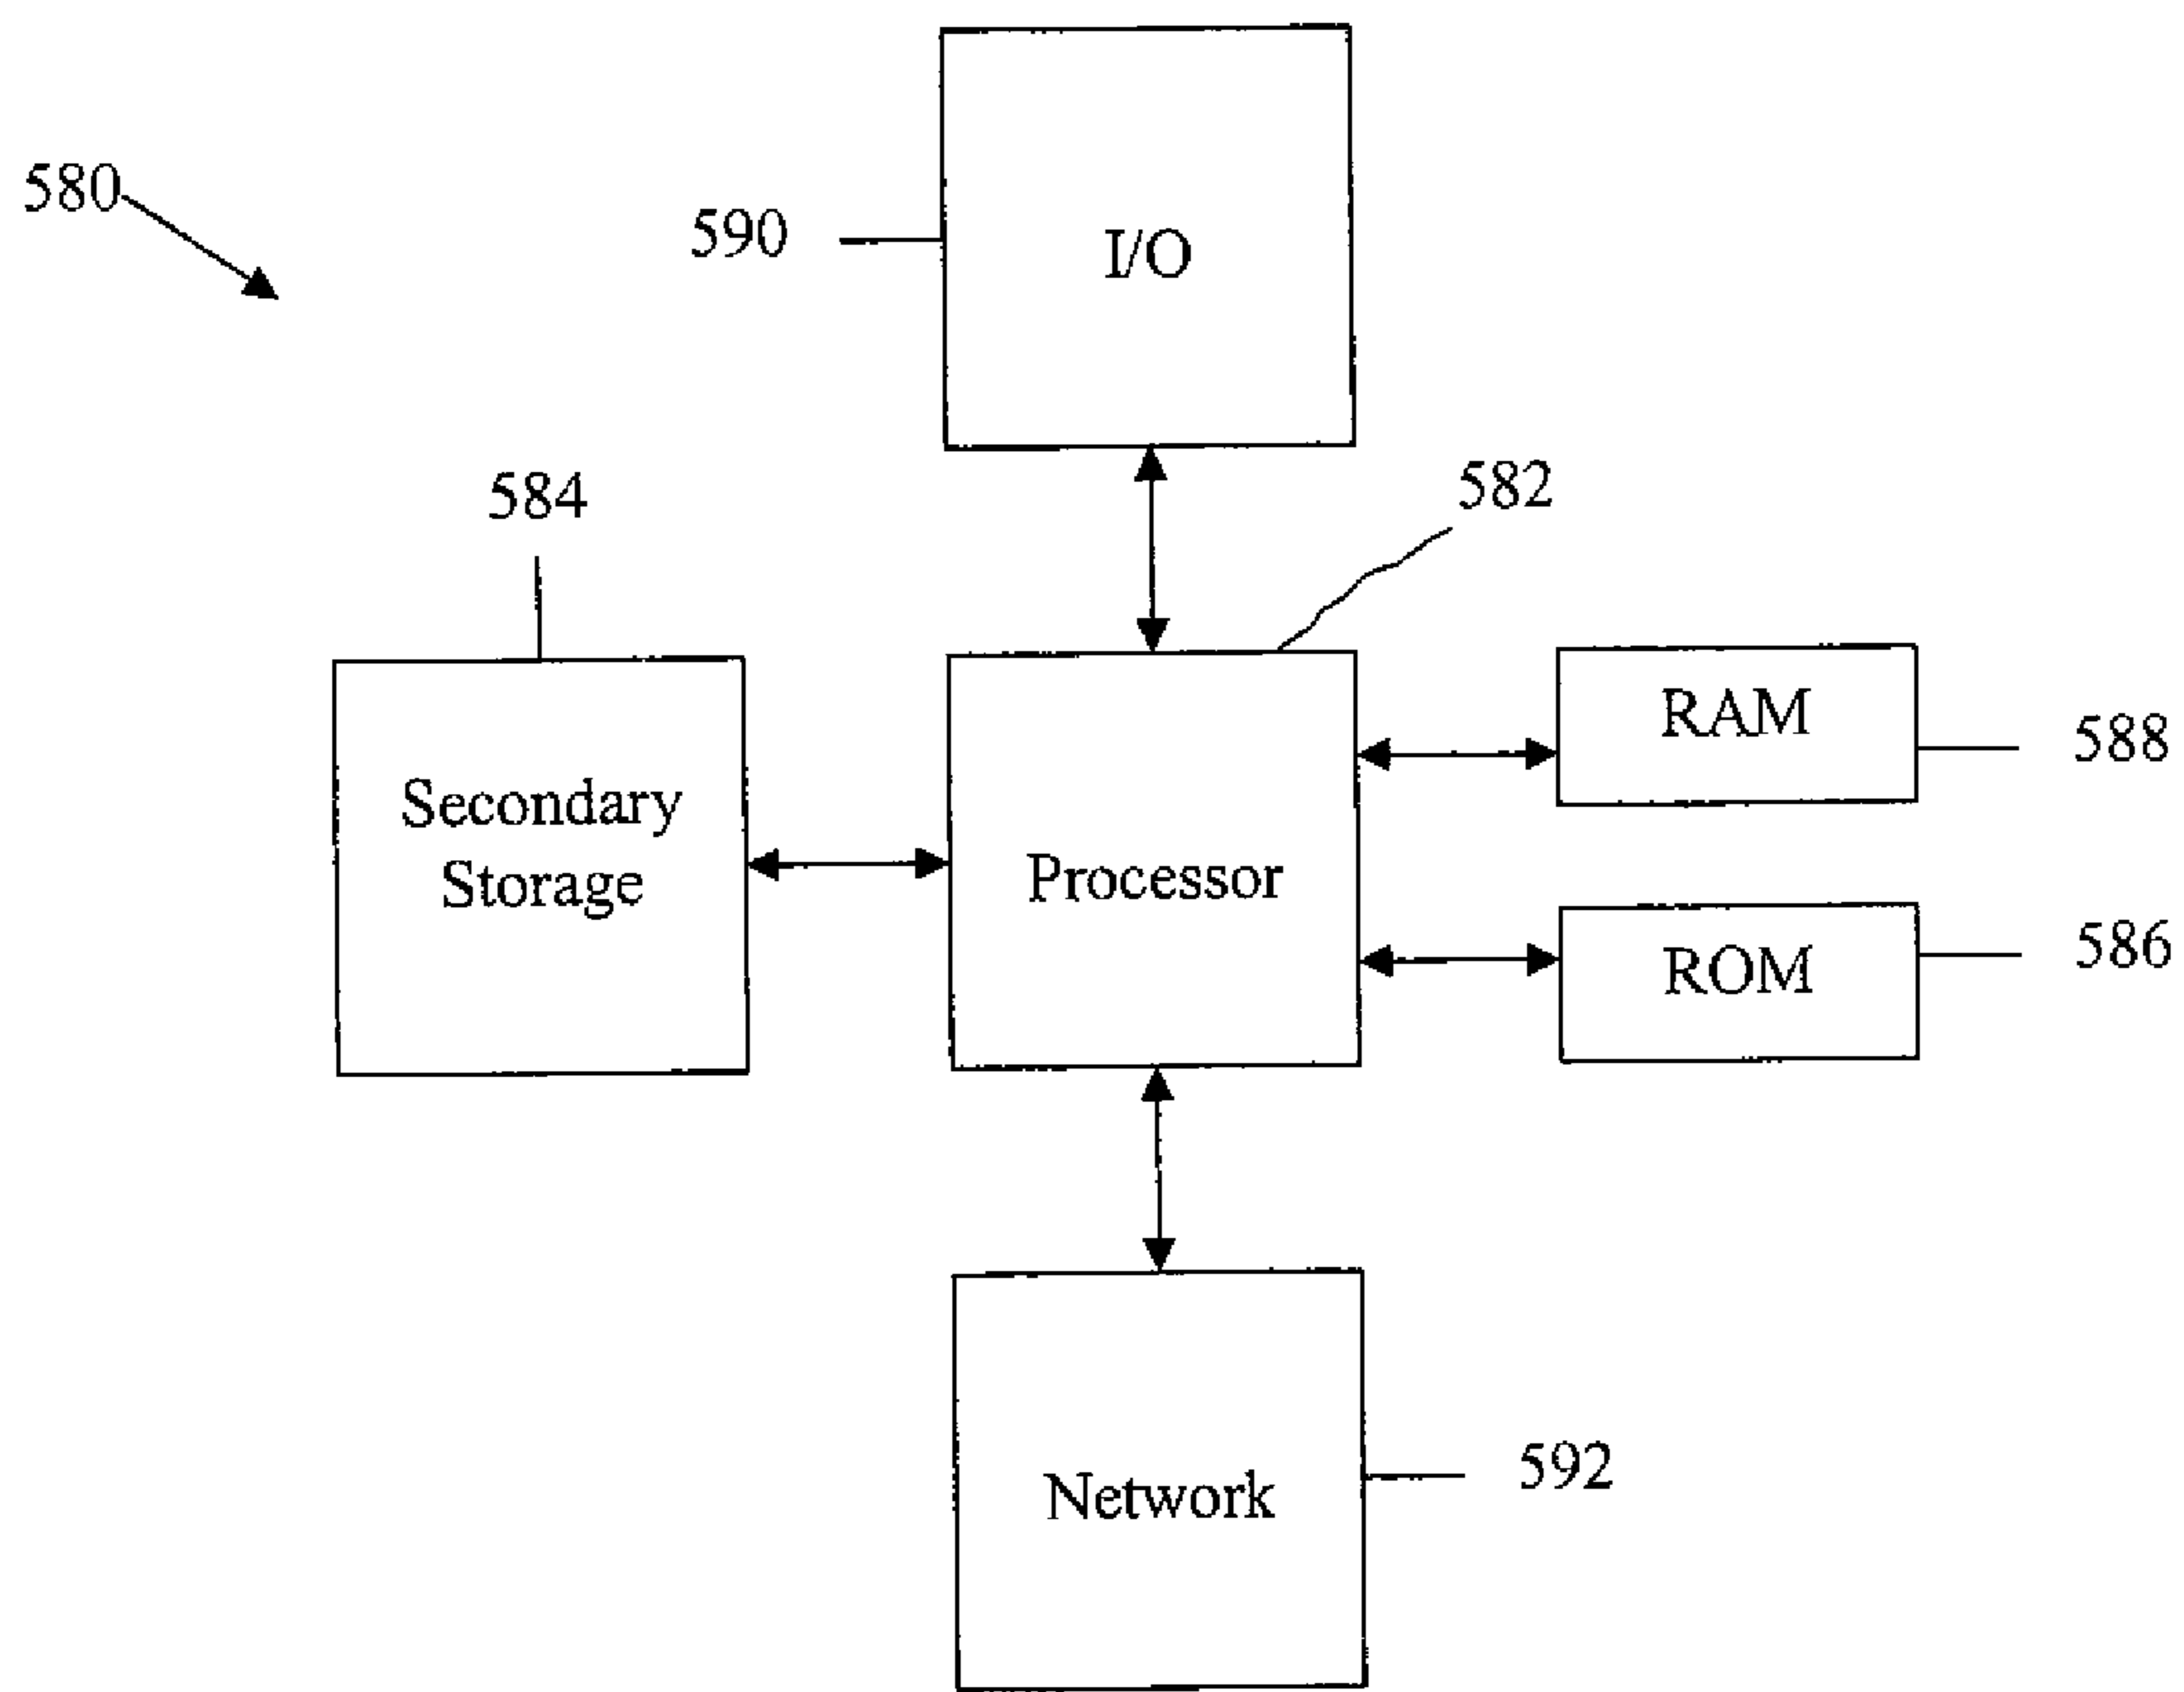 580
590
I/O
584
582
Secondary
Storage
Processor
RAM
588
ROM
586
Network
592